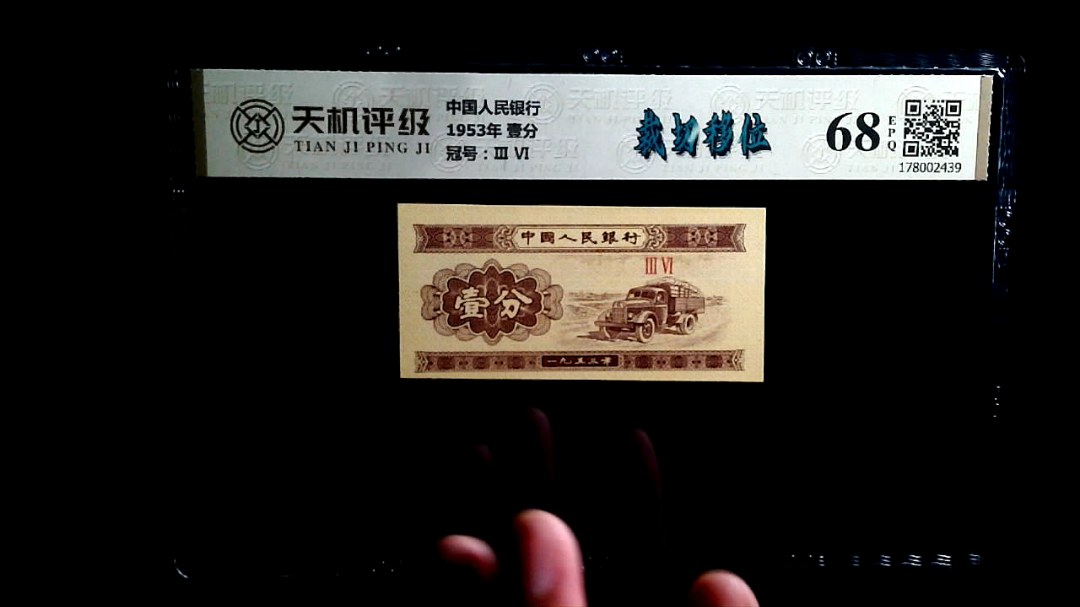 天机评级
TIAN JI PING JI
中国人民银行
1953年 壹分
冠号：Ⅲ Ⅵ
裁切移位
68
EPQ
178002439
中國人民銀行
Ⅲ Ⅵ
壹分
一九五三年